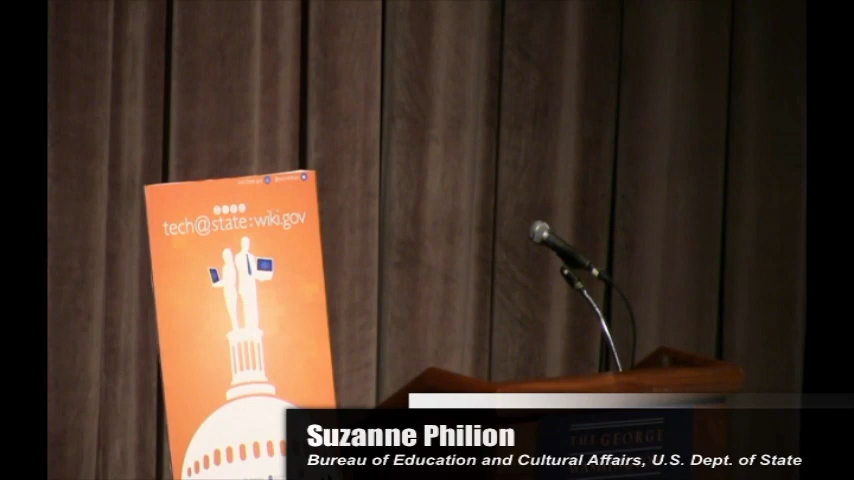 tech@state:wiki.gov
Suzanne Philion
Bureau of Education and Cultural Affairs, U.S. Dept. of State
THE GEORGE